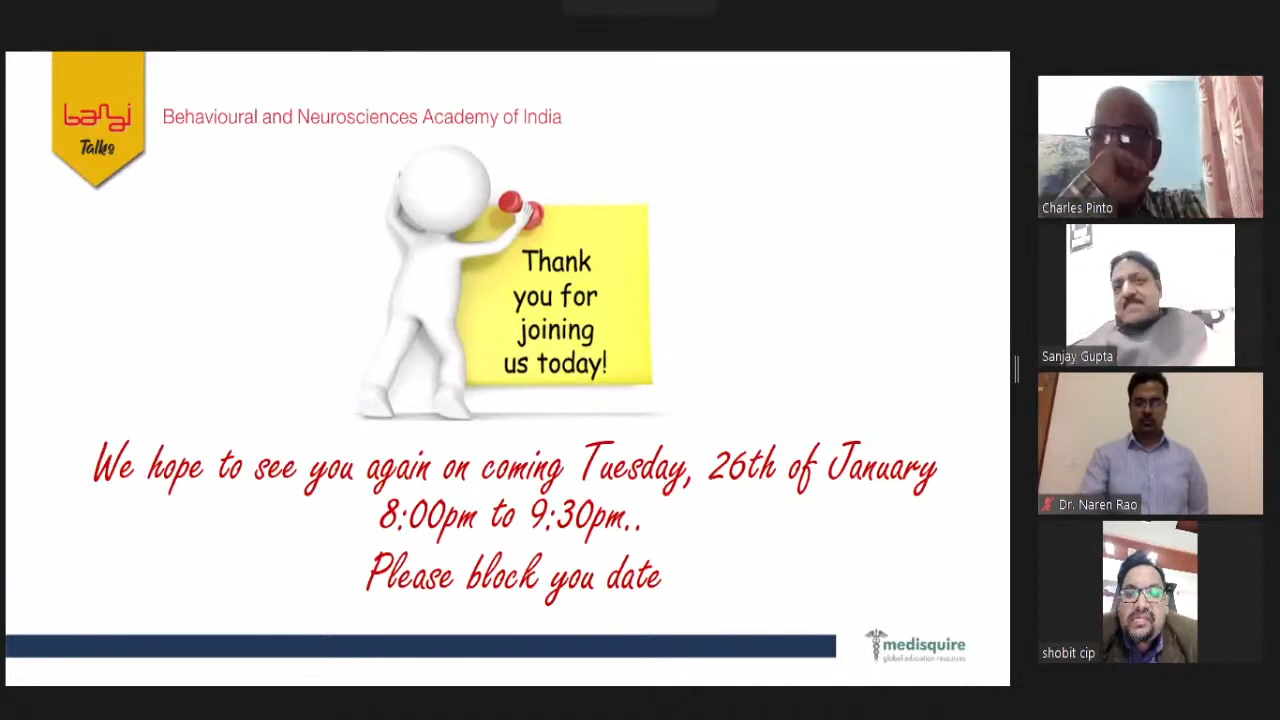 banai
Talks
Behavioural and Neurosciences Academy of India
Thank
you for
joining
us today!
We hope to see you again on coming Tuesday, 26th of January
8:00pm to 9:30pm..
Please block you date
medisquire
global education resources
Charles Pinto
Sanjay Gupta
Dr. Naren Rao
shobit cip